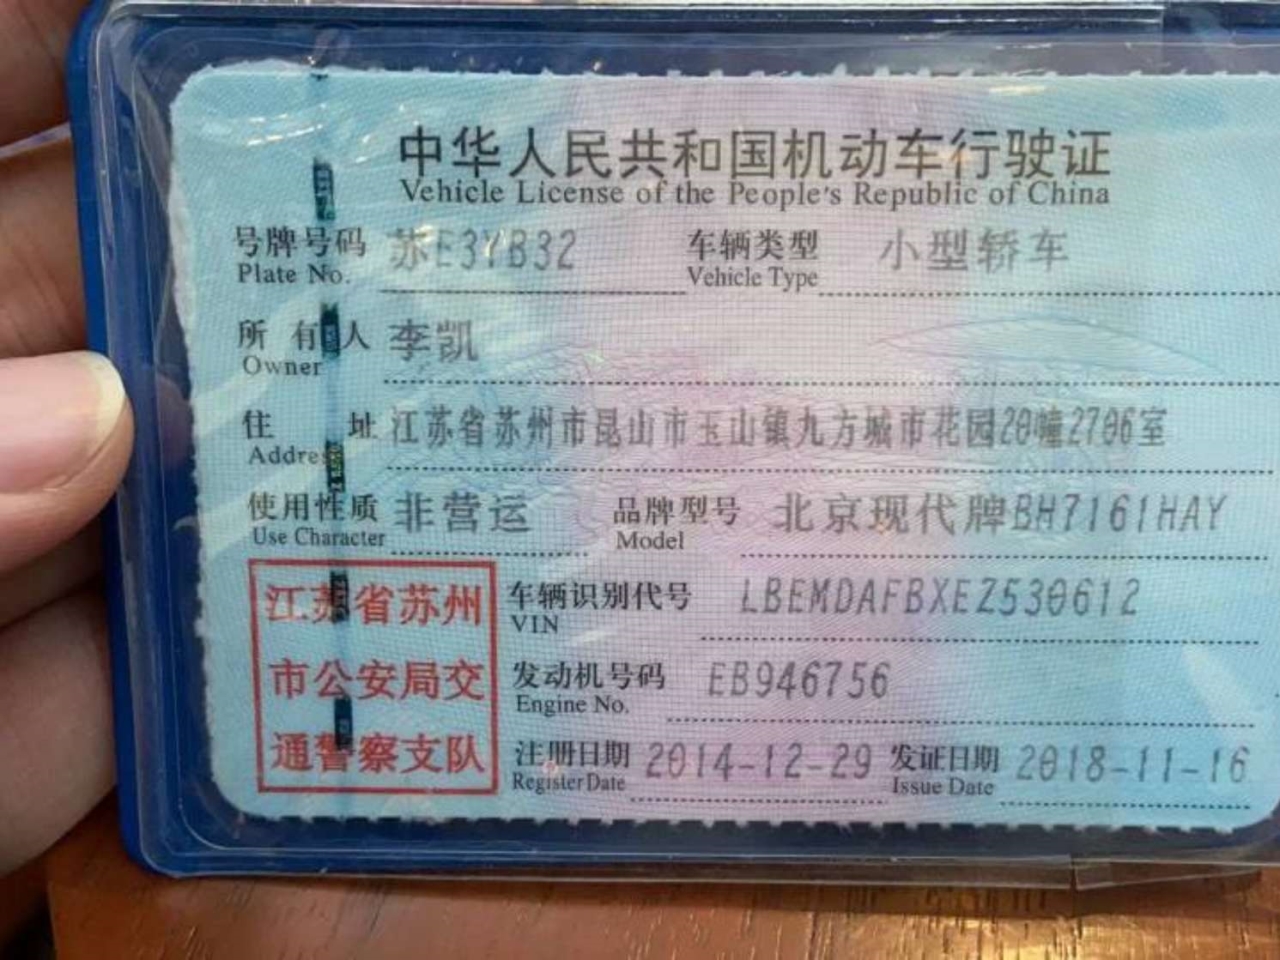 中华人民共和国机动车行驶证
Vehicle License of the People's Republic of China
号牌号码 苏E3YB32 车辆类型 小型轿车
Plate No. Vehicle Type
所有人 李凯
Owner
住址 江苏省苏州市昆山市玉山镇九方城市花园20幢2706室
Address
使用性质 非营运 品牌型号 北京现代牌BH7161HAY
Use Character Model
江苏省苏州
市公安局交
通警察支队
车辆识别代号 LBEMDAFBXEZ530612
VIN
发动机号码 EB946756
Engine No.
注册日期 2014-12-29 发证日期 2018-11-16
Register Date Issue Date